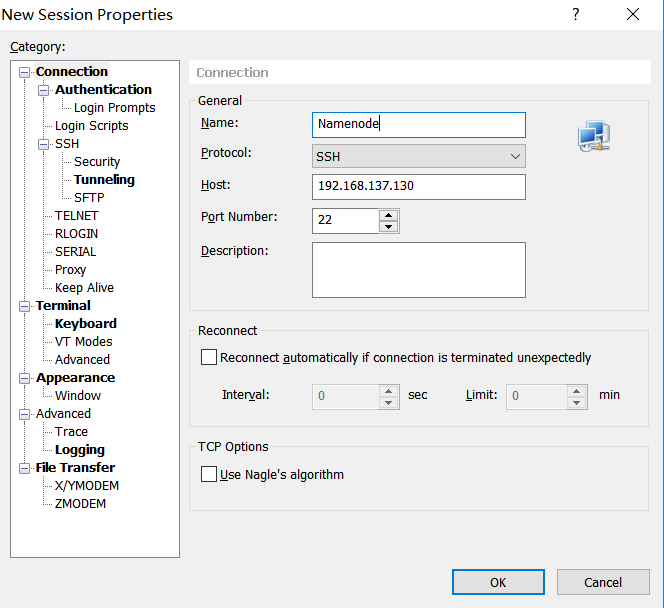 New Session Properties
Category:
Connection
Authentication
Login Prompts
Login Scripts
SSH
Security
Tunneling
SFTP
TELNET
RLOGIN
SERIAL
Proxy
Keep Alive
Terminal
Keyboard
VT Modes
Advanced
Appearance
Window
Advanced
Trace
Logging
File Transfer
X/YMODEM
ZMODEM
Connection
General
Name: Namenode
Protocol: SSH
Host: 192.168.137.130
Port Number: 22
Description:
Reconnect
Reconnect automatically if connection is terminated unexpectedly
Interval: 0 sec Limit: 0 min
TCP Options
Use Nagle's algorithm
OK Cancel